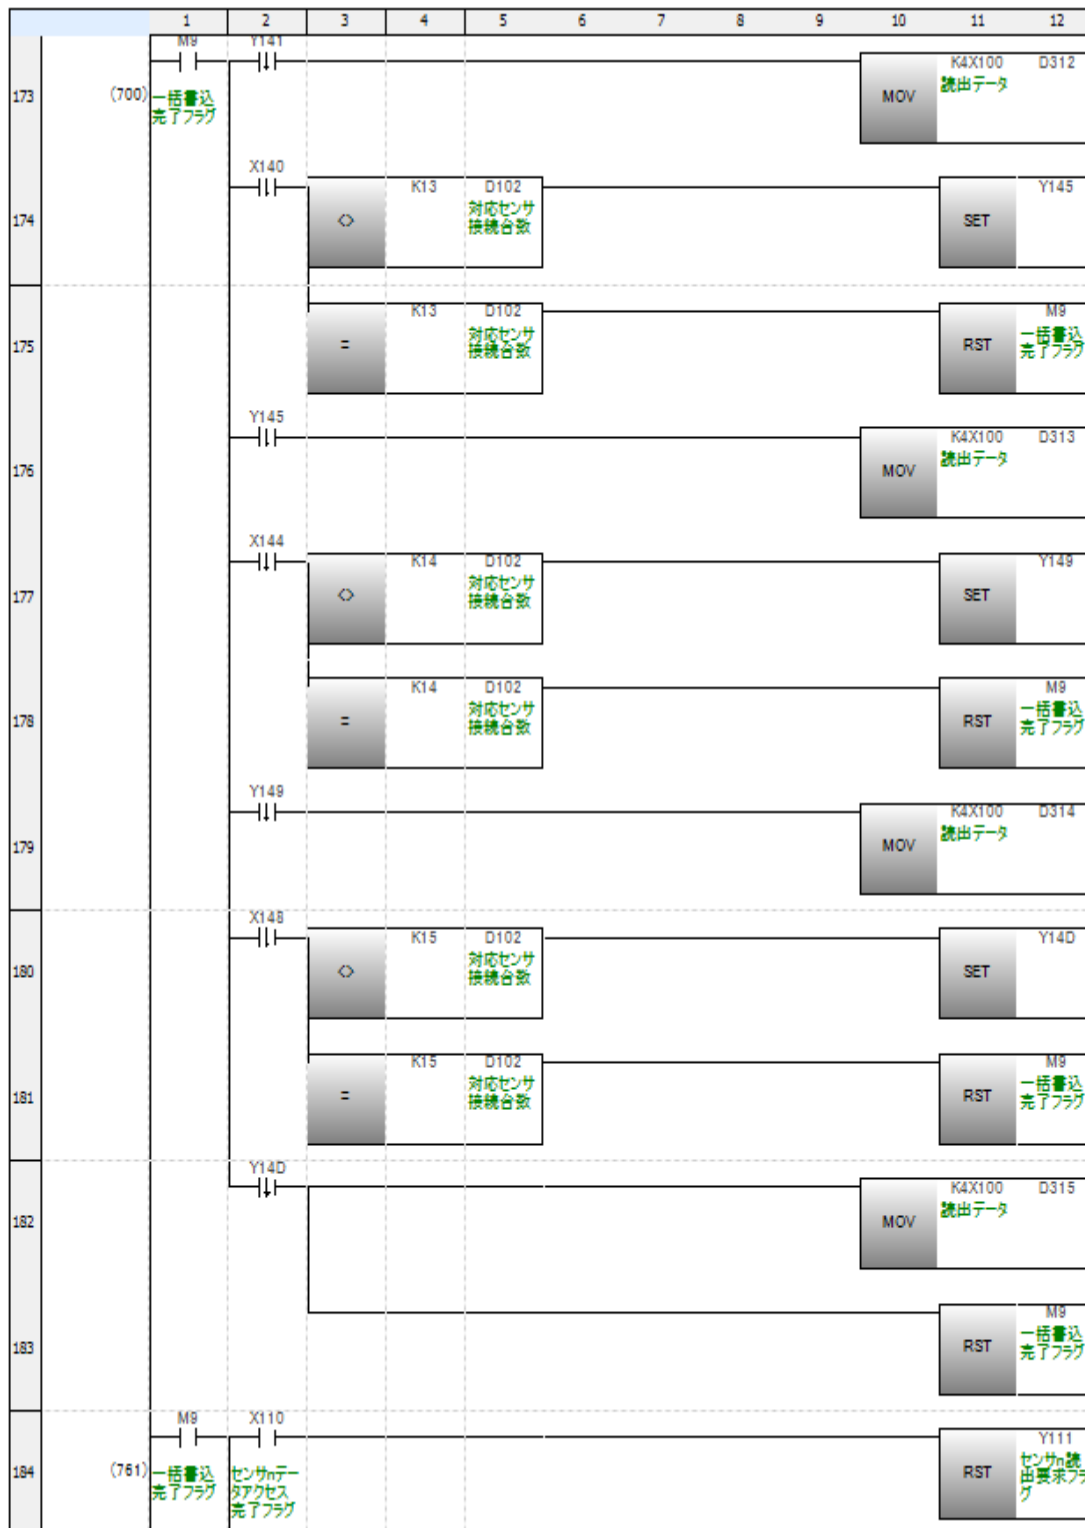 1 2 3 4 5 6 7 8 9 10 11 12
M9 Y141 K4X100 D312
173 (700) 一括書込 MOV 読出データ
完了フラグ
X140 K13 D102 Y145
174 <> 対応センサ SET
接続台数
K13 D102 M9
175 = 対応センサ RST 一括書込
接続台数 完了フラグ
Y145 K4X100 D313
176 MOV 読出データ
X144 K14 D102 Y149
177 <> 対応センサ SET
接続台数
K14 D102 M9
178 = 対応センサ RST 一括書込
接続台数 完了フラグ
Y149 K4X100 D314
179 MOV 読出データ
X148 K15 D102 Y14D
180 <> 対応センサ SET
接続台数
K15 D102 M9
181 = 対応センサ RST 一括書込
接続台数 完了フラグ
Y14D K4X100 D315
182 MOV 読出データ
M9
183 RST 一括書込
完了フラグ
M9 X110 Y111
184 (761) 一括書込 センサnデー RST センサn読
完了フラグ タアクセス 出要求フラ
完了フラグ グ